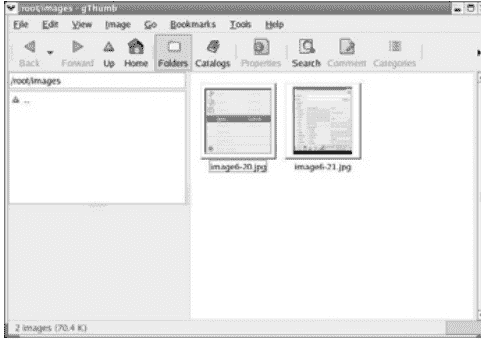 /root/images - gThumb
File Edit View Image Go Bookmarks Tools Help
Back Forward Up Home Folders Catalogs Properties Search Comment Categories
/root/images
..
image6-20.jpg image6-21.jpg
2 images (70.4 K)